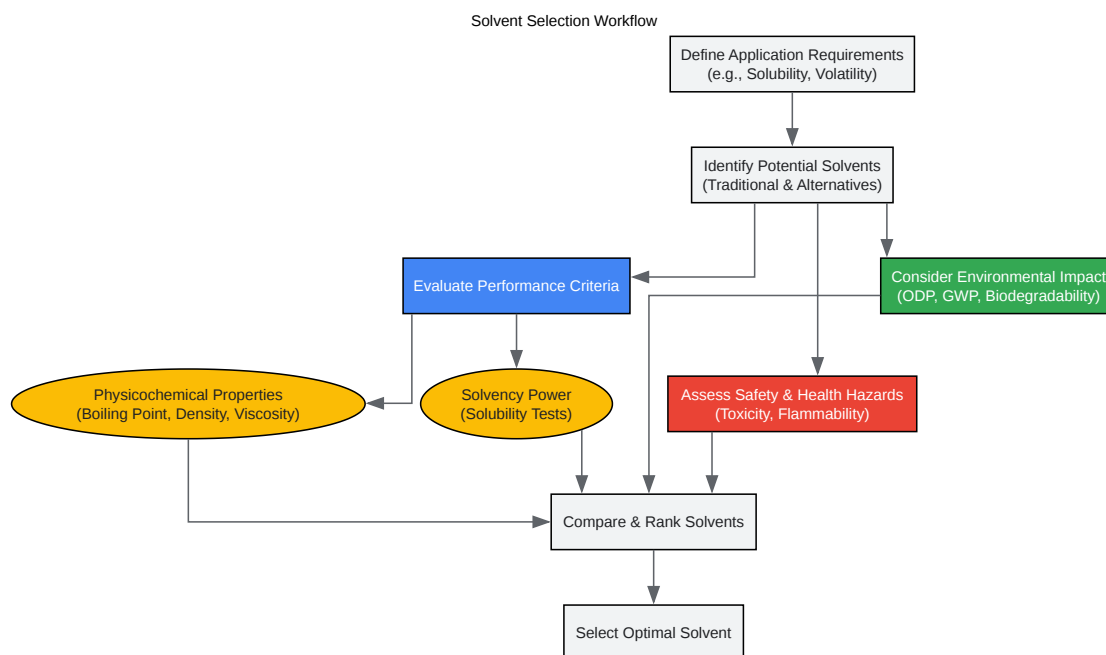 Solvent Selection Workflow
Define Application Requirements
(e.g., Solubility, Volatility)
Identify Potential Solvents
(Traditional & Alternatives)
Evaluate Performance Criteria
Consider Environmental Impact
(ODP, GWP, Biodegradability)
Physicochemical Properties
(Boiling Point, Density, Viscosity)
Solvency Power
(Solubility Tests)
Assess Safety & Health Hazards
(Toxicity, Flammability)
Compare & Rank Solvents
Select Optimal Solvent